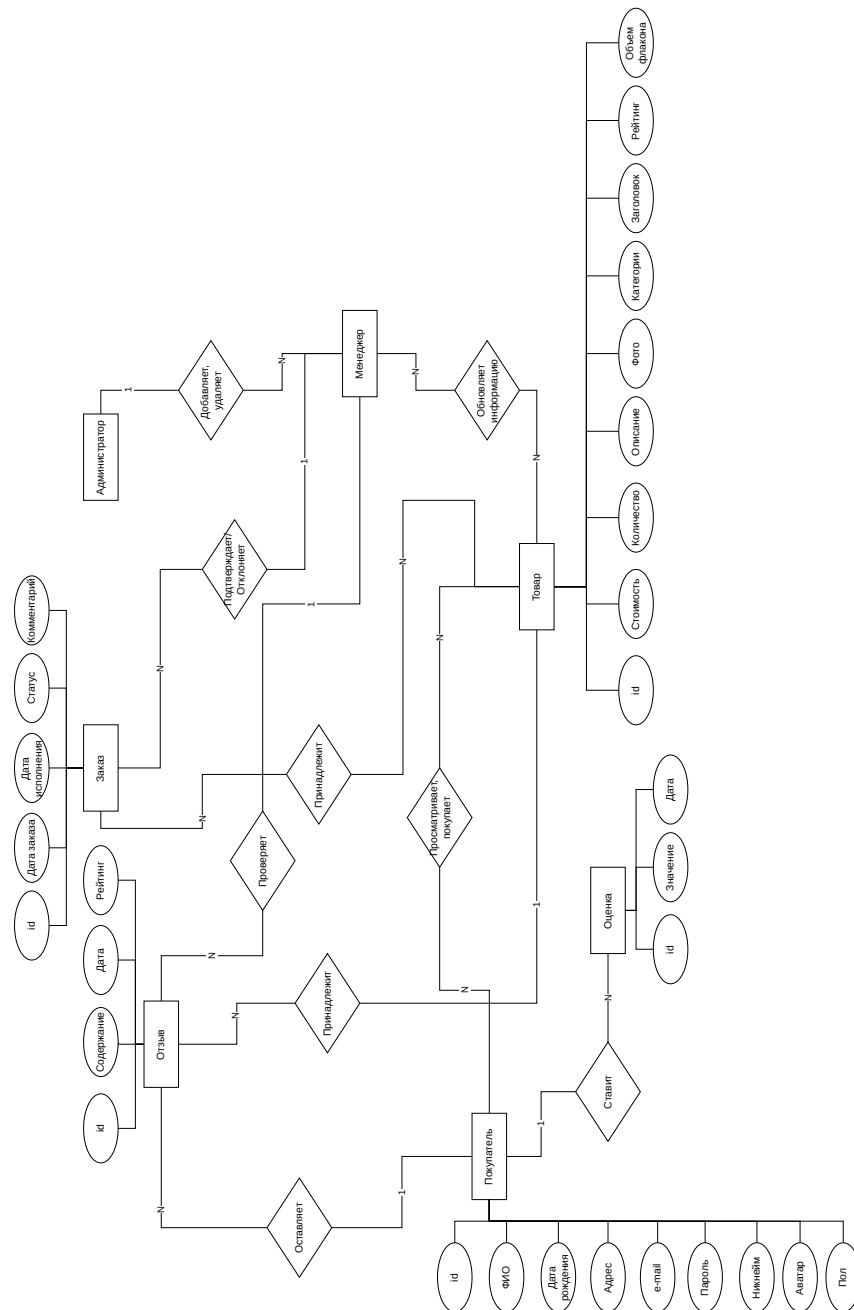 Объем
флакона
Рейтинг
Заголовок
Категории
Фото
Описание
Количество
Стоимость
id
Товар
N
Обновляет
информацию
N
Менеджер
N
Добавляет,
удаляет
1
Администратор
1
Подтверждает/
Отклоняет
N
Комментарий
Статус
Дата
исполнения
Дата заказа
id
Заказ
N
Принадлежит
N
1
Проверяет
N
Рейтинг
Дата
Содержание
id
Отзыв
N
Принадлежит
1
N
Просматривает,
покупает
N
N
Оставляет
1
Покупатель
1
Ставит
N
Оценка
Дата
Значение
id
id
ФИО
Дата
рождения
Адрес
e-mail
Пароль
Никнейм
Аватар
Пол